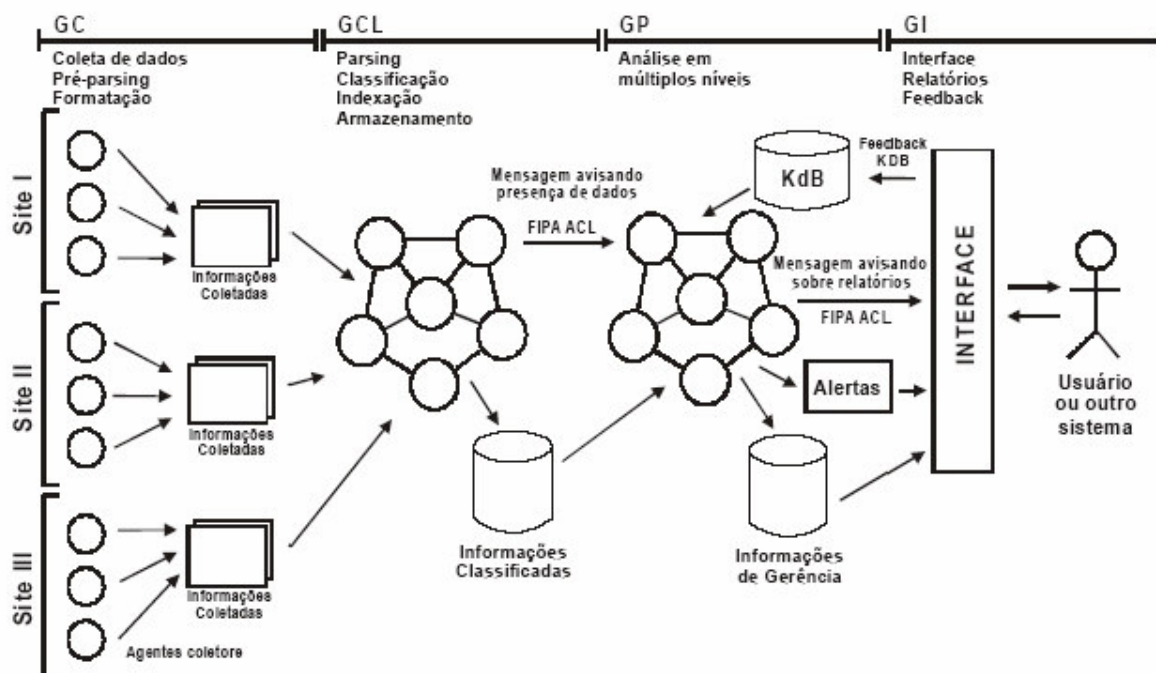 GC
Coleta de dados
Pré-parsing
Formatação
GCL
Parsing
Classificação
Indexação
Armazenamento
GP
Análise em
múltiplos níveis
GI
Interface
Relatórios
Feedback
Site I
Informações
Coletadas
Site II
Informações
Coletadas
Site III
Informações
Coletadas
Agentes coletore
Mensagem avisando
presença de dados
FIPA ACL
Informações
Classificadas
KdB
Feedback
KDB
Mensagem avisando
sobre relatórios
FIPA ACL
Alertas
Informações
de Gerência
INTERFACE
Usuário
ou outro
sistema